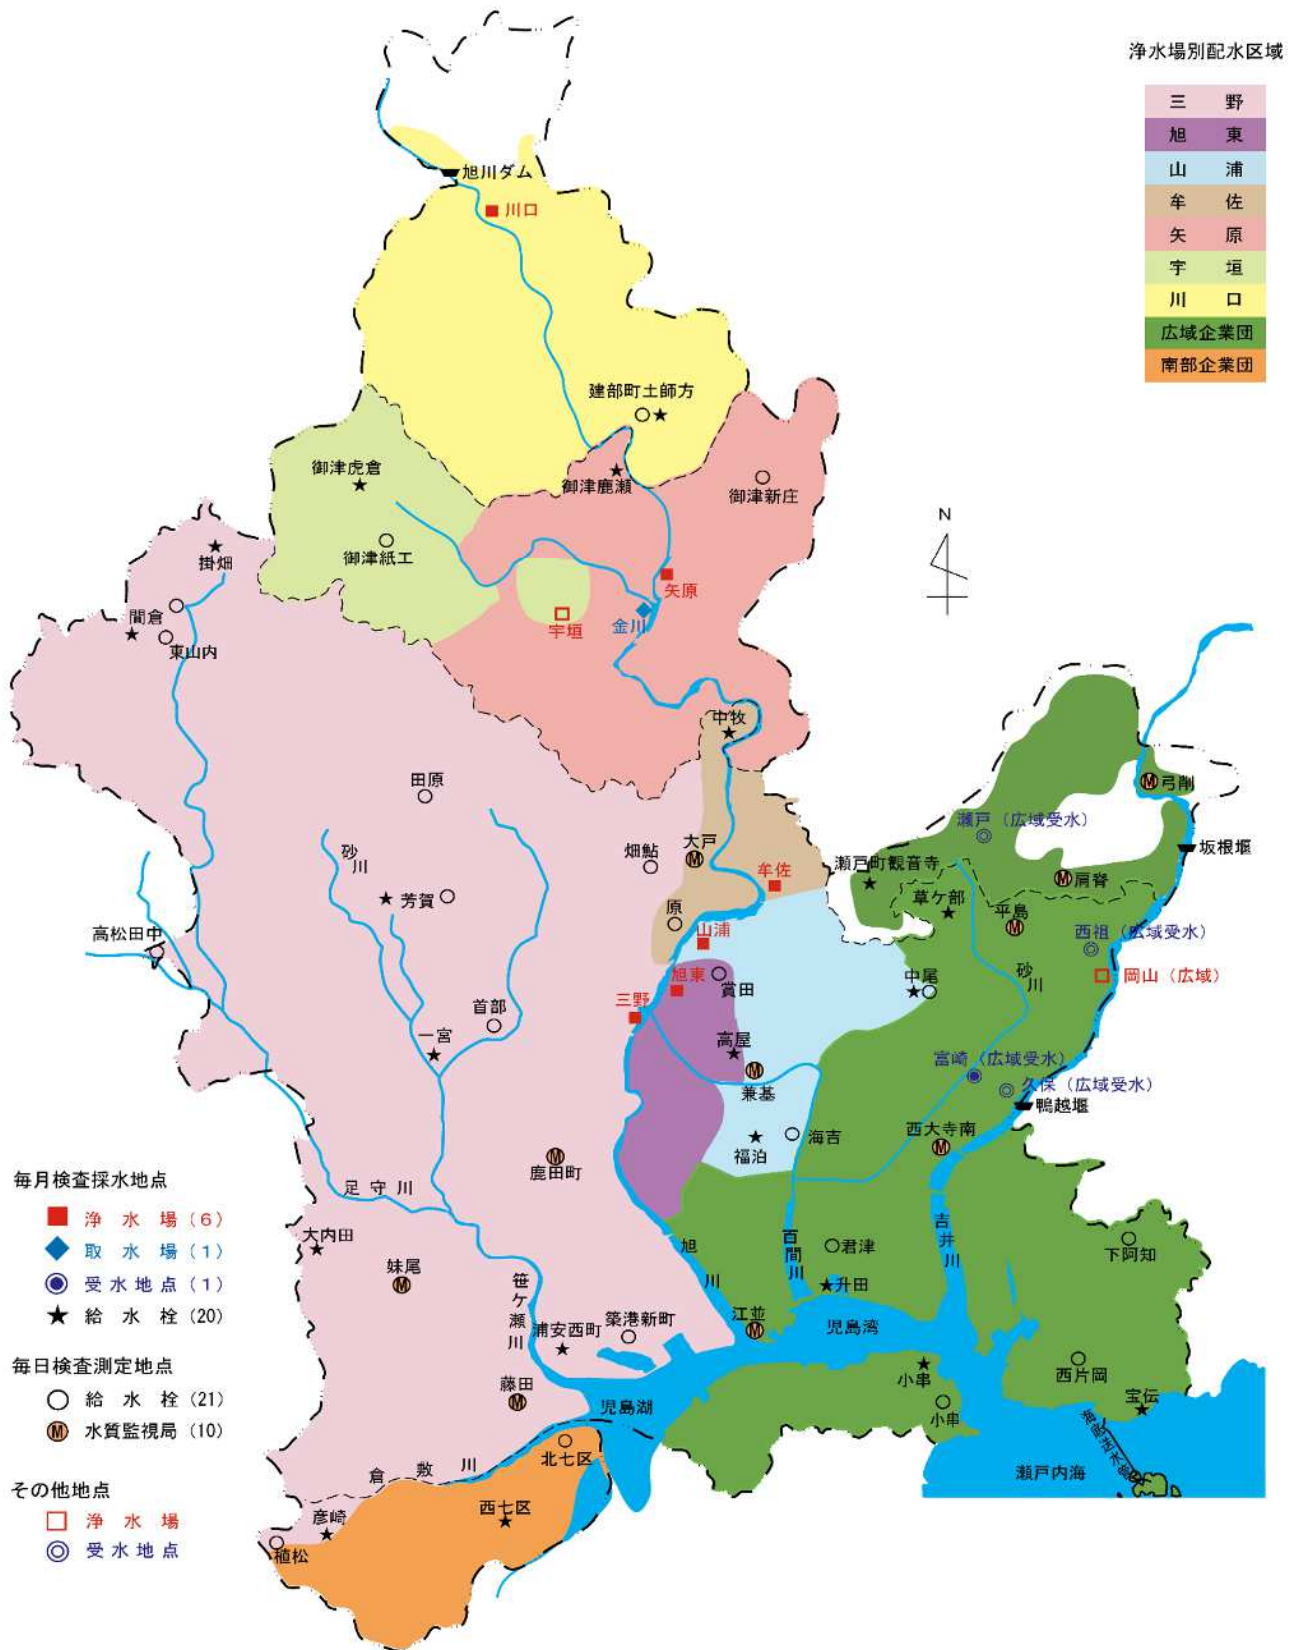 浄水場別配水区域
三 野
旭 東
山 浦
牟 佐
矢 原
宇 垣
川 口
広域企業団
南部企業団
旭川ダム
川口
建部町土師方
御津虎倉
御津鹿瀬
御津新庄
御津紙工
掛畑
N
矢原
宇垣
金川
間倉
東山内
中牧
田原
弓削
瀬戸(広域受水)
坂根堰
砂川
畑鮎
大戸
牟佐
瀬戸町観音寺
肩脊
芳賀
草ケ部
平島
原
高松田中
山浦
西祖(広域受水)
旭東
賞田
中尾
砂川
岡山(広域)
三野
首部
一宮
高屋
富崎(広域受水)
兼基
久保(広域受水)
鴨越堰
海吉
福泊
西大寺南
鹿田町
足守川
毎月検査採水地点
浄 水 場(6)
取 水 場(1)
受水地点(1)
給 水 栓(20)
毎日検査測定地点
給 水 栓(21)
水質監視局(10)
その他地点
浄 水 場
受水地点
大内田
妹尾
笹ケ瀬川
旭川
百間川
君津
吉井川
下阿知
升田
浦安西町
築港新町
江並
児島湾
小串
西片岡
藤田
児島湖
小串
宝伝
倉敷川
北七区
瀬戸内海
海底送水管
彦崎
西七区
植松